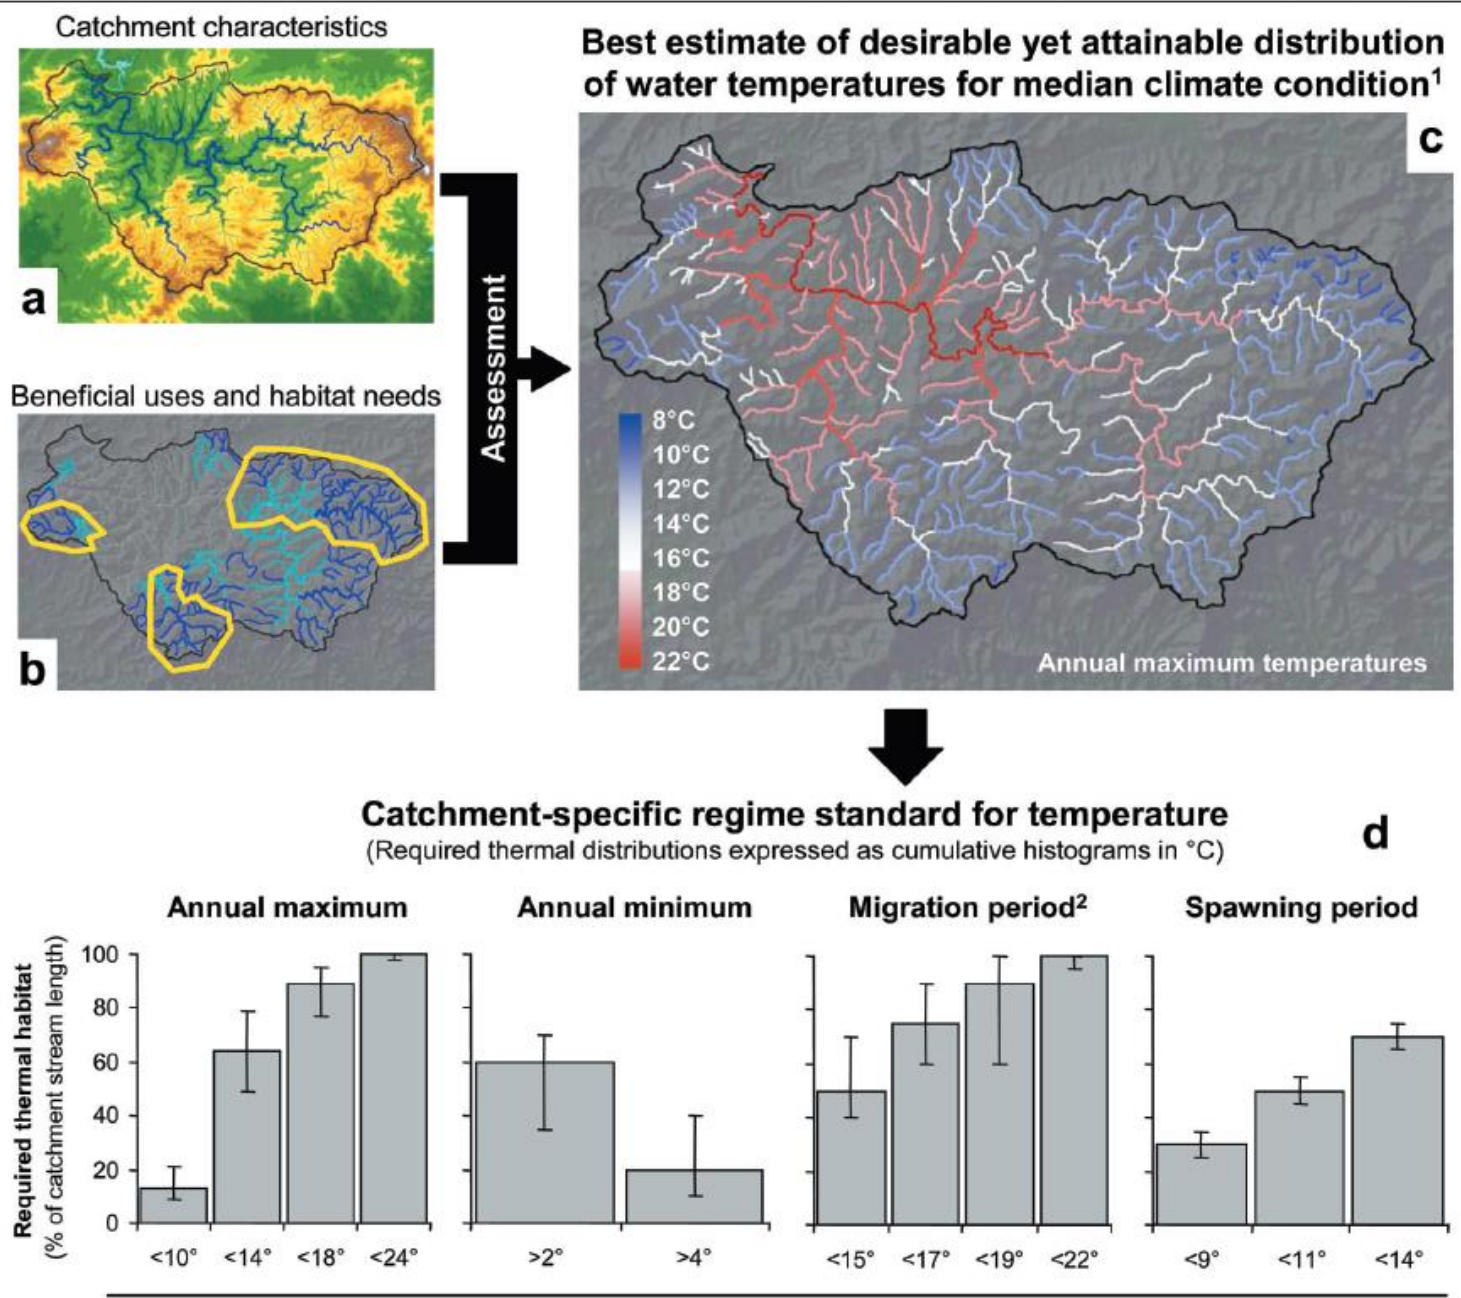 Catchment characteristics
a
Beneficial uses and habitat needs
b
Assessment
Best estimate of desirable yet attainable distribution
of water temperatures for median climate condition¹
c
8°C
10°C
12°C
14°C
16°C
18°C
20°C
22°C
Annual maximum temperatures
Catchment-specific regime standard for temperature
(Required thermal distributions expressed as cumulative histograms in °C)
d
Required thermal habitat
(% of catchment stream length)
Annual maximum
100
80
60
40
20
0
<10°
<14°
<18°
<24°
Annual minimum
>2°
>4°
Migration period²
<15°
<17°
<19°
<22°
Spawning period
<9°
<11°
<14°